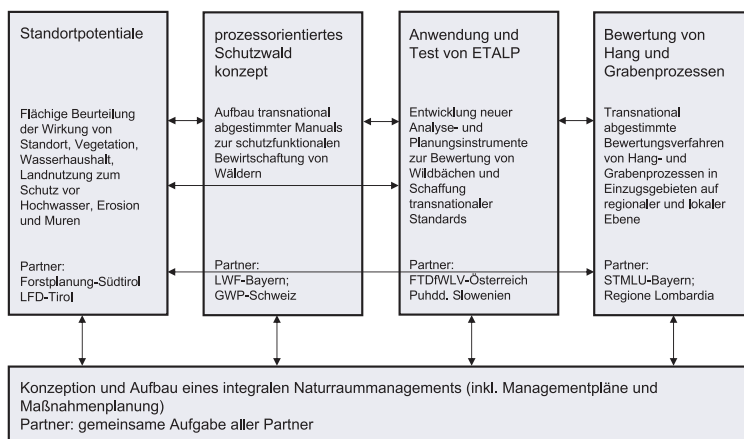 Standortpotentiale
Flächige Beurteilung
der Wirkung von
Standort, Vegetation,
Wasserhaushalt,
Landnutzung zum
Schutz vor
Hochwasser, Erosion
und Muren
Partner:
Forstplanung-Südtirol
LFD-Tirol
prozessorientiertes
Schutzwald
konzept
Aufbau transnational
abgestimmter Manuals
zur schutzfunktionalen
Bewirtschaftung von
Wäldern
Partner:
LWF-Bayern;
GWP-Schweiz
Anwendung und
Test von ETALP
Entwicklung neuer
Analyse- und
Planungsinstrumente
zur Bewertung von
Wildbächen und
Schaffung
transnationaler
Standards
Partner:
FTDfWLV-Österreich
Puhdd. Slowenien
Bewertung von
Hang und
Grabenprozessen
Transnational
abgestimmte
Bewertungsverfahren
von Hang- und
Grabenprozessen in
Einzugsgebieten auf
regionaler und lokaler
Ebene
Partner:
STMLU-Bayern;
Regione Lombardia
Konzeption und Aufbau eines integralen Naturraummanagements (inkl. Managementpläne und
Maßnahmenplanung)
Partner: gemeinsame Aufgabe aller Partner